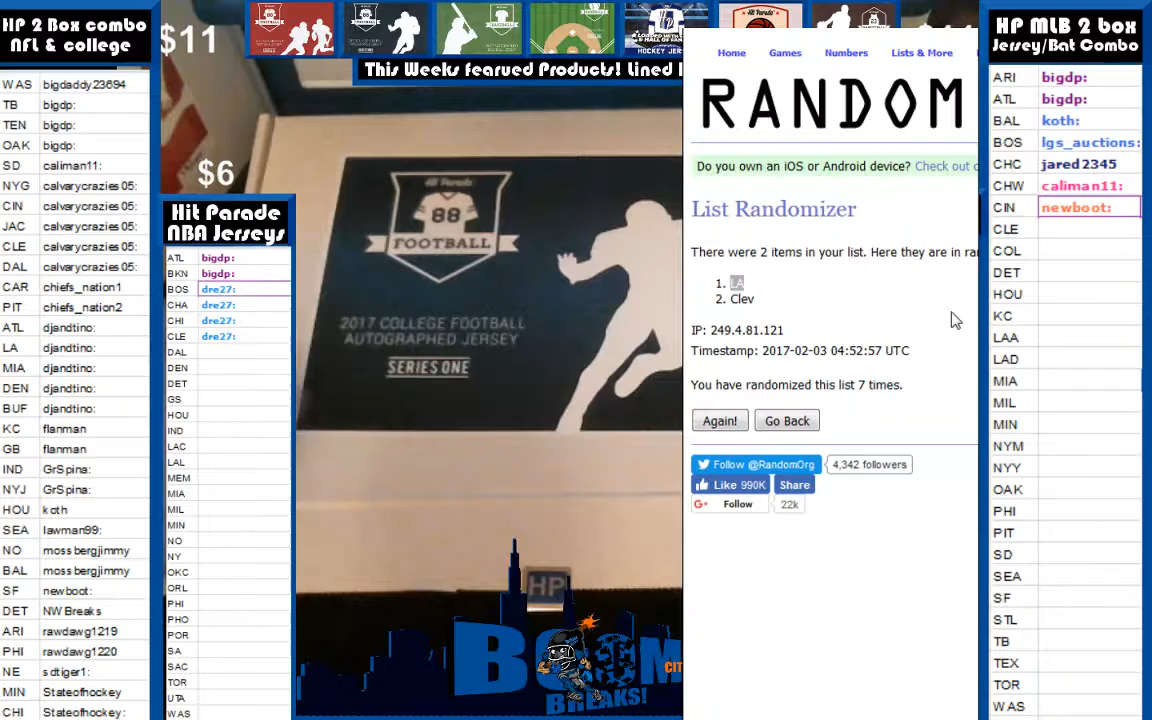 HP 2 Box combo
NFL & college
WAS bigdaddy23694
TB bigdp:
TEN bigdp:
OAK bigdp:
SD caliman11:
NYG calvarycrazies05:
CIN calvarycrazies05:
JAC calvarycrazies05:
CLE calvarycrazies05:
DAL calvarycrazies05:
CAR chiefs_nation1
PIT chiefs_nation2
ATL djandtino:
LA djandtino:
MIA djandtino:
DEN djandtino:
BUF djandtino:
KC flanman
GB flanman
IND GrSpina:
NYJ GrSpina:
HOU koth
SEA lawman99:
NO mossbergjimmy
BAL mossbergjimmy
SF newboot:
DET NW Breaks
ARI rawdawg1219
PHI rawdawg1220
NE sdtiger1:
MIN Stateofhockey
CHI Stateofhockey:
$11
$6
Hit Parade
NBA Jerseys
ATL bigdp:
BKN bigdp:
BOS dre27:
CHA dre27:
CHI dre27:
CLE dre27:
DAL
DEN
DET
GS
HOU
IND
LAC
LAL
MEM
MIA
MIL
MIN
NO
NY
OKC
ORL
PHI
PHO
POR
SA
SAC
TOR
UTA
WAS
This Weeks fearued Products! Lined
Hit Parade
88
FOOTBALL
2017 COLLEGE FOOTBALL
AUTOGRAPHED JERSEY
SERIES ONE
HP
BOOM
CIT
BREAKS!
Home Games Numbers Lists & More
RANDOM
Do you own an iOS or Android device? Check out
List Randomizer
There were 2 items in your list. Here they are in ra
1. LA
2. Clev
IP: 249.4.81.121
Timestamp: 2017-02-03 04:52:57 UTC
You have randomized this list 7 times.
Again! Go Back
Follow @RandomOrg 4,342 followers
Like 990K Share
Follow 22k
HP MLB 2 box
Jersey/Bat Combo
ARI bigdp:
ATL bigdp:
BAL koth:
BOS lgs_auctions:
CHC jared2345
CHW caliman11:
CIN newboot:
CLE
COL
DET
HOU
KC
LAA
LAD
MIA
MIL
MIN
NYM
NYY
OAK
PHI
PIT
SD
SEA
SF
STL
TB
TEX
TOR
WAS